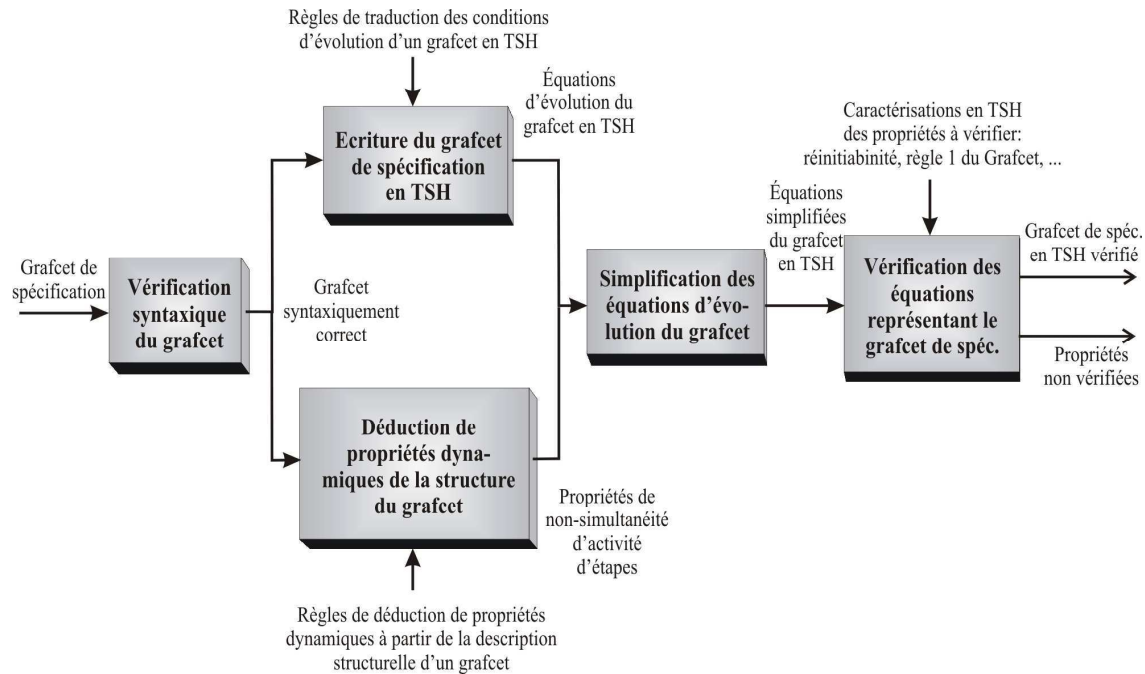 Règles de traduction des conditions
d'évolution d'un grafcet en TSH
Équations
d'évolution du
grafcet en TSH
Ecriture du grafcet
de spécification
en TSH
Caractérisations en TSH
des propriétés à vérifier:
réinitiabinité, règle 1 du Grafcet, ...
Équations
simplifiées
du grafcet
en TSH
Grafcet de
spécification
Vérification
syntaxique
du grafcet
Grafcet
syntaxiquement
correct
Simplification des
équations d'évo-
lution du grafcet
Vérification des
équations
représentant le
grafcet de spéc.
Grafcet de spéc.
en TSH vérifié
Propriétés
non vérifiées
Déduction de
propriétés dyna-
miques de la structure
du grafcet
Propriétés de
non-simultanéité
d'activité
d'étapes
Règles de déduction de propriétés
dynamiques à partir de la description
structurelle d'un grafcet